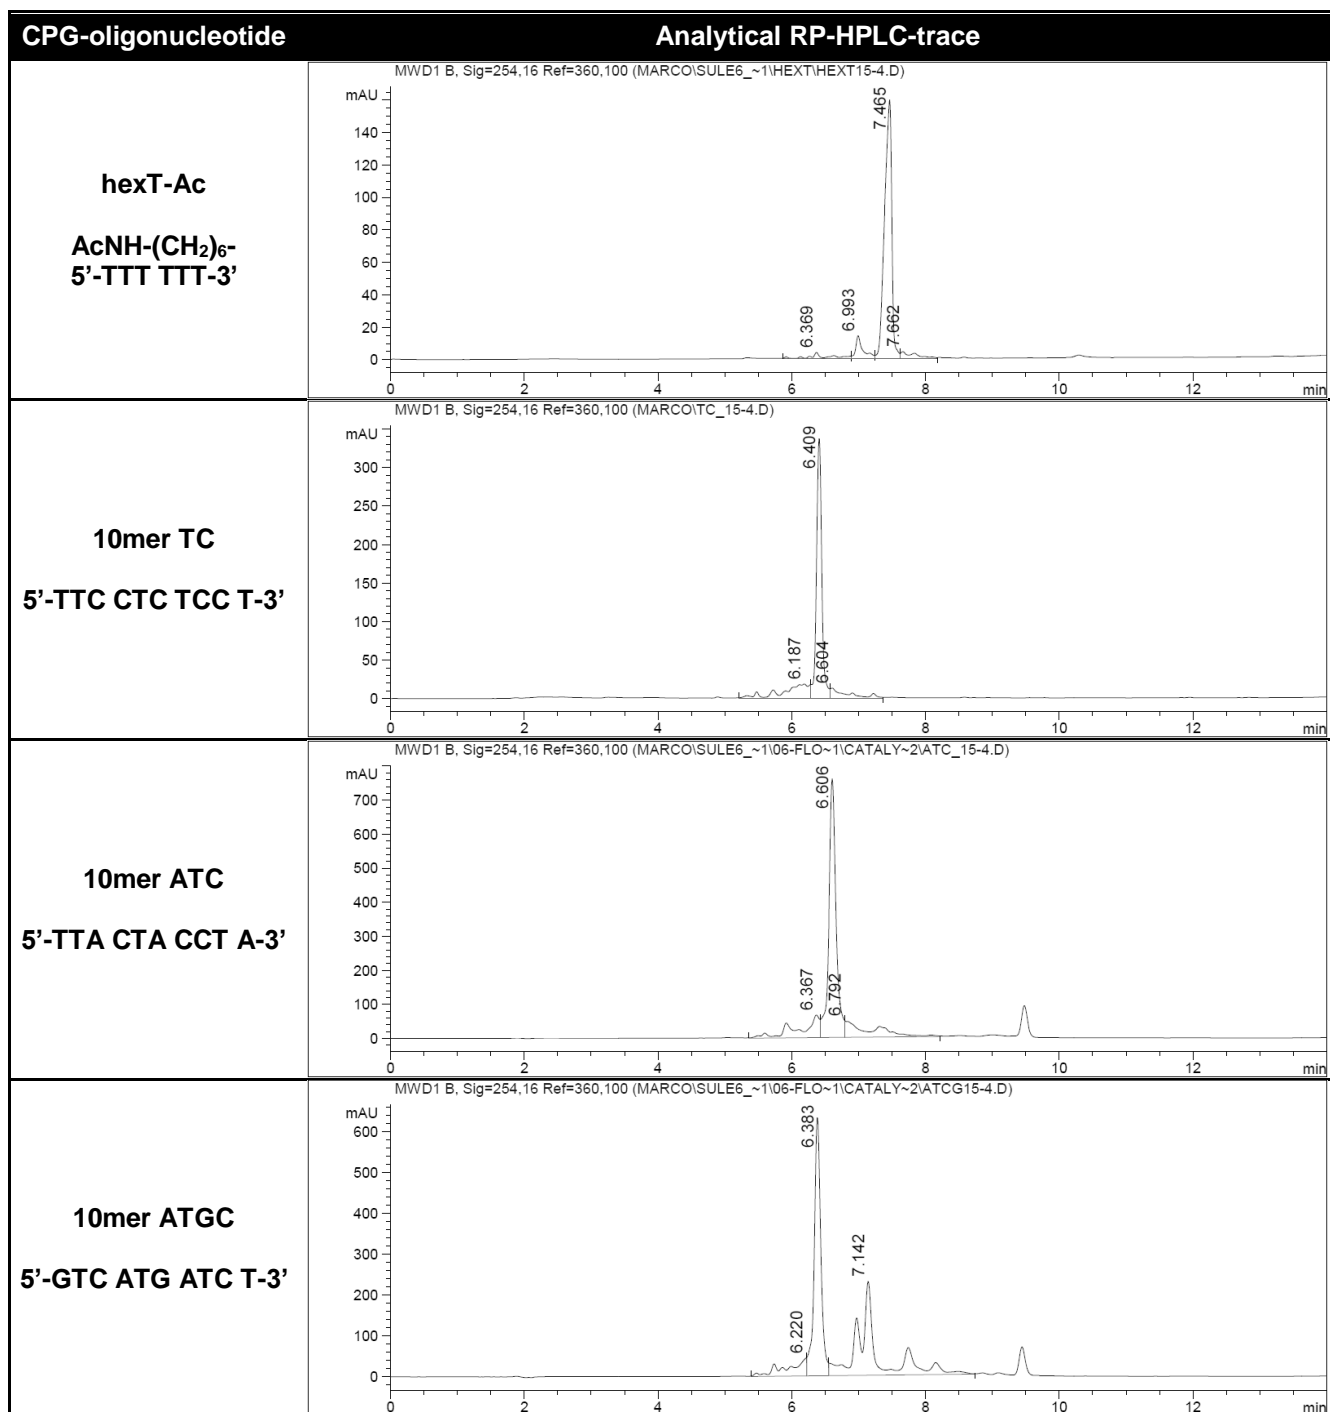 CPG-oligonucleotide Analytical RP-HPLC-trace
hexT-Ac
AcNH-(CH₂)₆-
5’-TTT TTT-3’
MWD1 B, Sig=254,16 Ref=360,100 (MARCO\SULE6_~1\HEXT\HEXT15-4.D)
mAU
140
120
100
80
60
40
20
0
6.369
6.993
7.465
7.662
0 2 4 6 8 10 12 min
10mer TC
5’-TTC CTC TCC T-3’
MWD1 B, Sig=254,16 Ref=360,100 (MARCO\TC_15-4.D)
mAU
300
250
200
150
100
50
0
6.187
6.409
6.604
0 2 4 6 8 10 12 min
10mer ATC
5’-TTA CTA CCT A-3’
MWD1 B, Sig=254,16 Ref=360,100 (MARCO\SULE6_~1\06-FLO~1\CATALY~2\ATC_15-4.D)
mAU
700
600
500
400
300
200
100
0
6.367
6.606
6.792
0 2 4 6 8 10 12 min
10mer ATGC
5’-GTC ATG ATC T-3’
MWD1 B, Sig=254,16 Ref=360,100 (MARCO\SULE6_~1\06-FLO~1\CATALY~2\ATCG15-4.D)
mAU
600
500
400
300
200
100
0
6.220
6.383
7.142
0 2 4 6 8 10 12 min